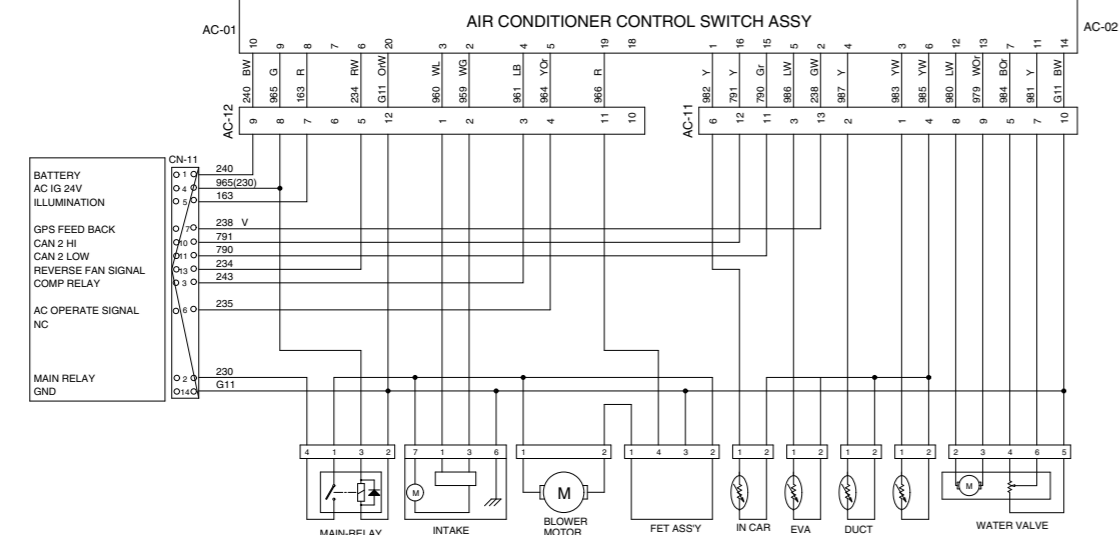 AIR CONDITIONER CONTROL SWITCH ASSY
AC-01
AC-02
10 9 8 7 6 20 3 2 4 5 19 18
1 16 15 5 2 4 3 6 12 13 7 11 14
BW G R RW OrW WL WG LB YOr R
Y Y Gr LW GW Y YW YW LW WOr BOr Y BW
240 965 163 234 G11 960 959 961 964 966
982 791 790 986 238 987 983 985 980 979 984 981 G11
AC-12
9 8 7 6 5 12 1 2 3 4 11 10
AC-11
6 12 11 3 13 2 1 4 8 9 5 7 10
CN-11
BATTERY 1 240
AC IG 24V 4 965(230)
ILLUMINATION 5 163
GPS FEED BACK 7 238 V
CAN 2 HI 10 791
CAN 2 LOW 11 790
REVERSE FAN SIGNAL 13 234
COMP RELAY 3 243
AC OPERATE SIGNAL 6 235
NC
MAIN RELAY 2 230
GND 14 G11
4 1 3 2
7 1 3 6
1 2
1 4 3 2
1 2
1 2
1 2
1 2
2 3 4 6 5
M
M
M
MAIN-RELAY
INTAKE
BLOWER
MOTOR
FET ASS'Y
IN CAR
EVA
DUCT
WATER VALVE